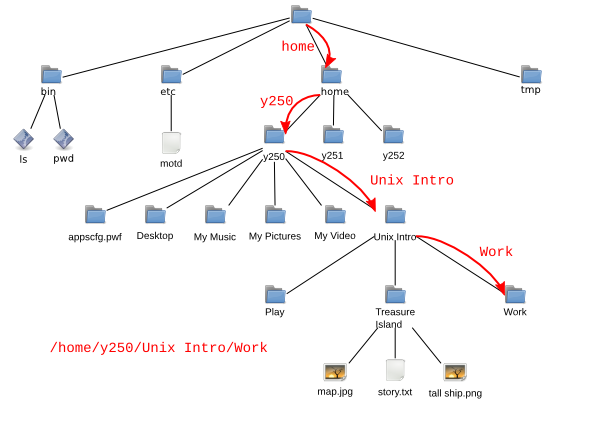 home
bin
etc
home
tmp
y250
ls
pwd
motd
y250
y251
y252
Unix Intro
appscfg.pwf
Desktop
My Music
My Pictures
My Video
Unix Intro
Work
Play
Treasure
Island
Work
/home/y250/Unix Intro/Work
map.jpg
story.txt
tall ship.png